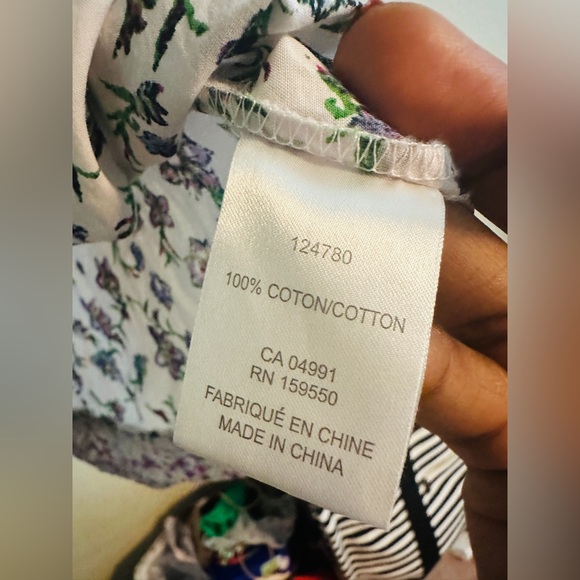 124780
100% COTON/COTTON
CA 04991
RN 159550
FABRIQUÉ EN CHINE
MADE IN CHINA